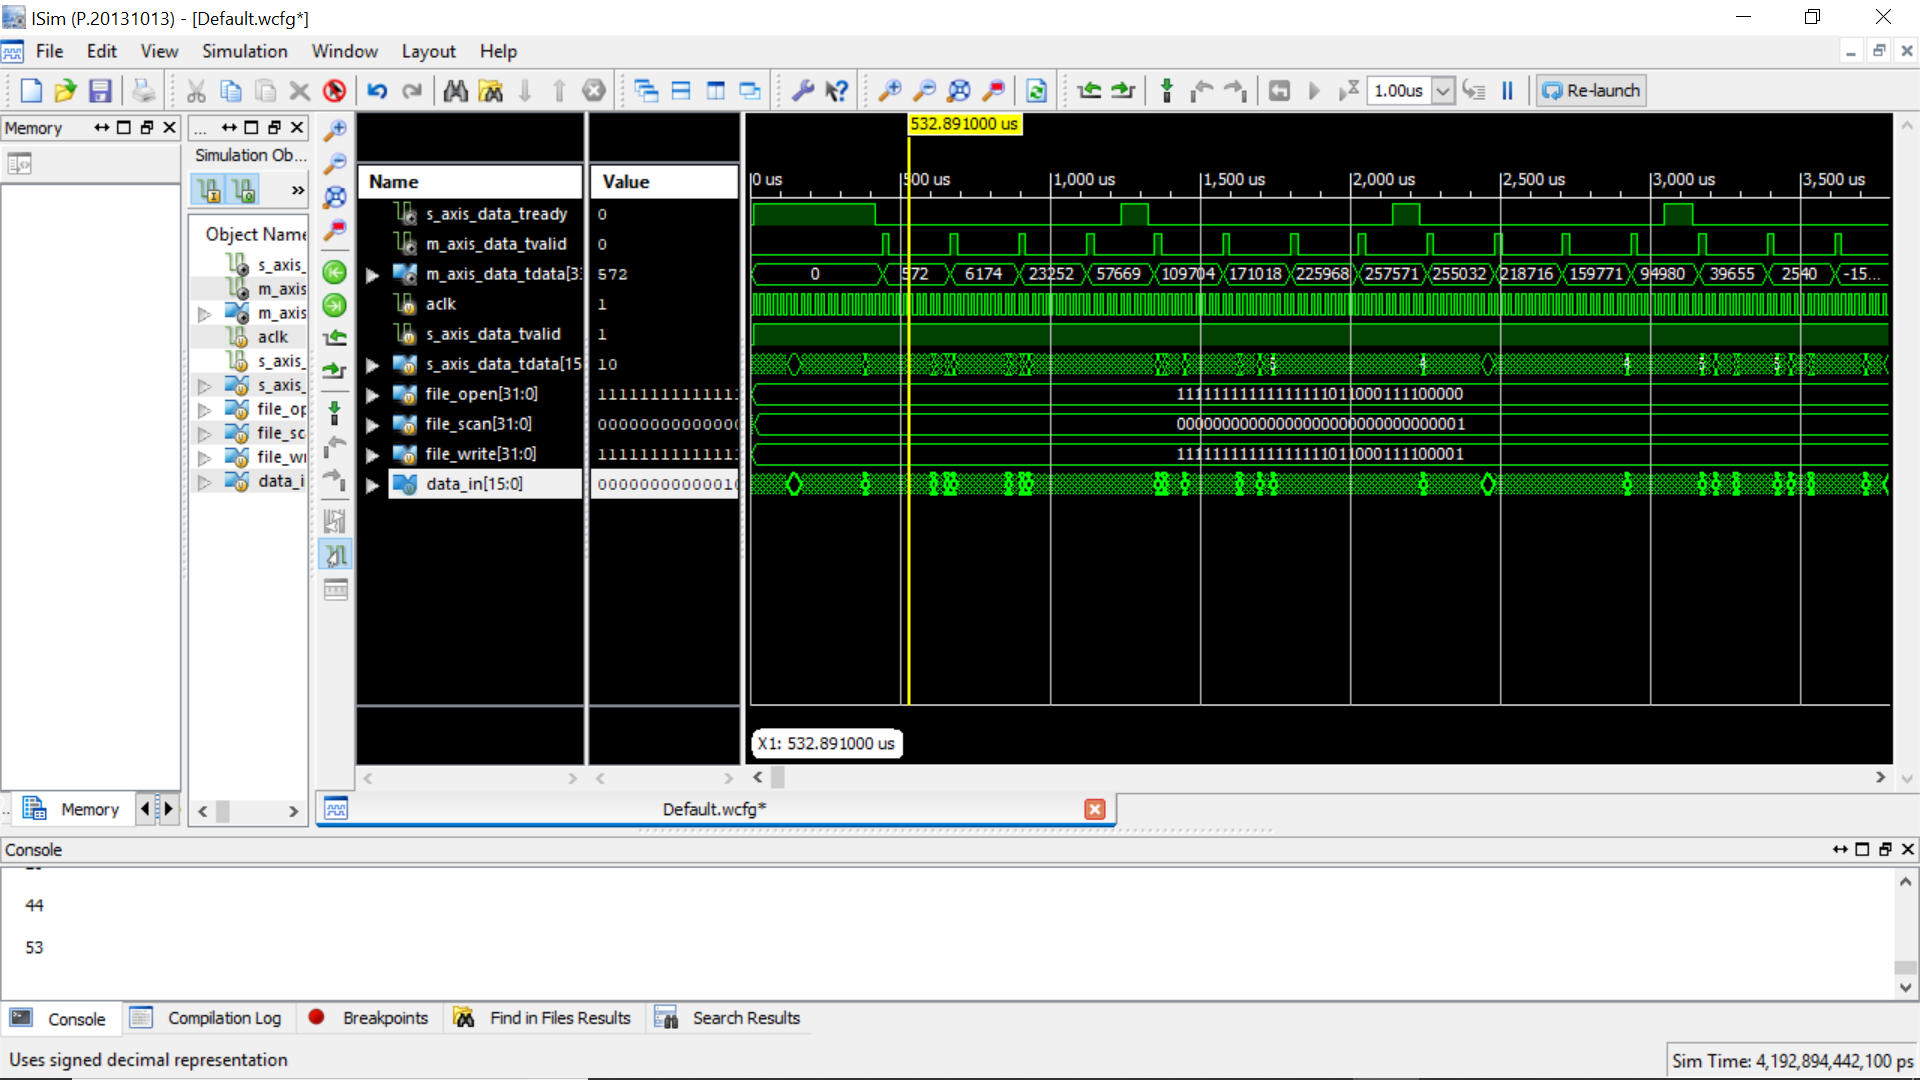 ISim (P.20131013) - [Default.wcfg*]
File Edit View Simulation Window Layout Help
1.00us Re-launch
Memory
...
Simulation Ob...
»
Object Name
s_axis_
m_axis
m_axis
aclk
s_axis_
s_axis_
file_op
file_sc
file_wr
data_i
Name Value
s_axis_data_tready 0
m_axis_data_tvalid 0
m_axis_data_tdata[3 572
aclk 1
s_axis_data_tvalid 1
s_axis_data_tdata[15 10
file_open[31:0] 1111111111111
file_scan[31:0] 0000000000000
file_write[31:0] 1111111111111
data_in[15:0] 000000000000010
532.891000 us
0 us 500 us 1,000 us 1,500 us 2,000 us 2,500 us 3,000 us 3,500 us
0 572 6174 23252 57669 109704 171018 225968 257571 255032 218716 159771 94980 39655 2540 -15...
11111111111111111011000111100000
00000000000000000000000000000001
11111111111111111011000111100001
X1: 532.891000 us
Memory
Default.wcfg*
Console
44
53
Console Compilation Log Breakpoints Find in Files Results Search Results
Uses signed decimal representation
Sim Time: 4,192,894,442,100 ps